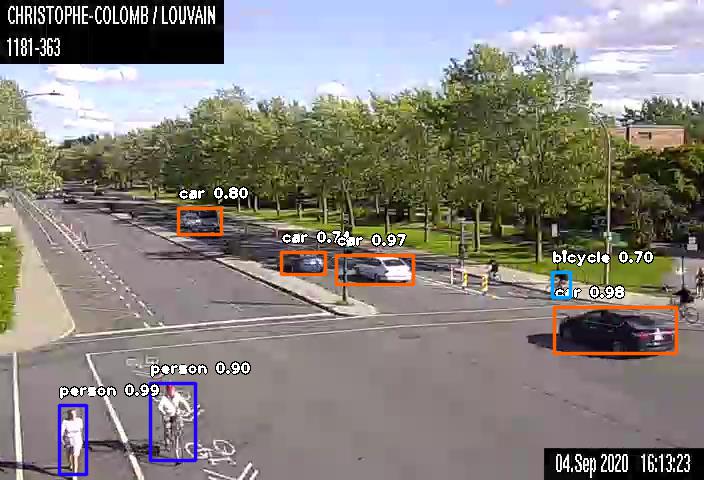 CHRISTOPHE-COLOMB / LOUVAIN
1181-363
car 0.80
car 0.74
car 0.97
bicycle 0.70
car 0.98
person 0.90
person 0.99
04.Sep 2020 16:13:23